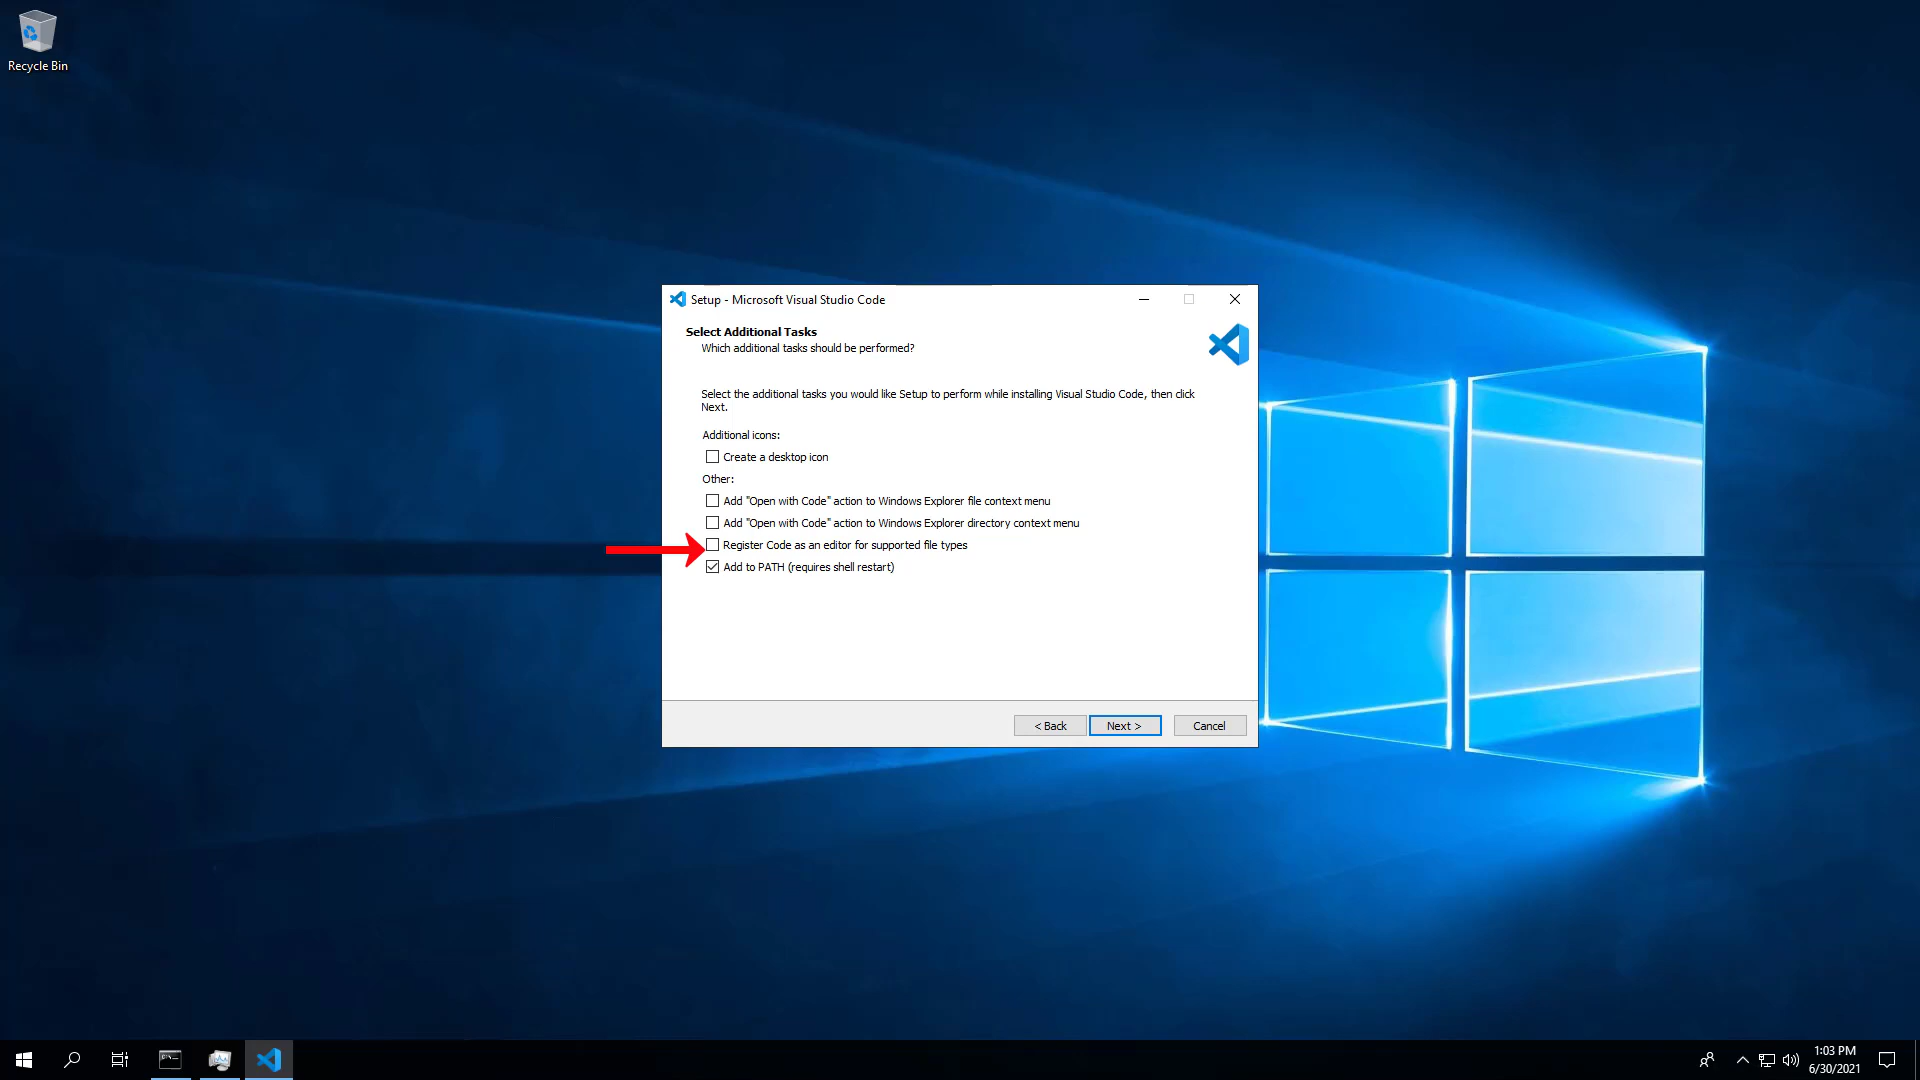 Recycle Bin
Setup - Microsoft Visual Studio Code
Select Additional Tasks
Which additional tasks should be performed?
Select the additional tasks you would like Setup to perform while installing Visual Studio Code, then click
Next.
Additional icons:
Create a desktop icon
Other:
Add "Open with Code" action to Windows Explorer file context menu
Add "Open with Code" action to Windows Explorer directory context menu
Register Code as an editor for supported file types
Add to PATH (requires shell restart)
< Back
Next >
Cancel
1:03 PM
6/30/2021